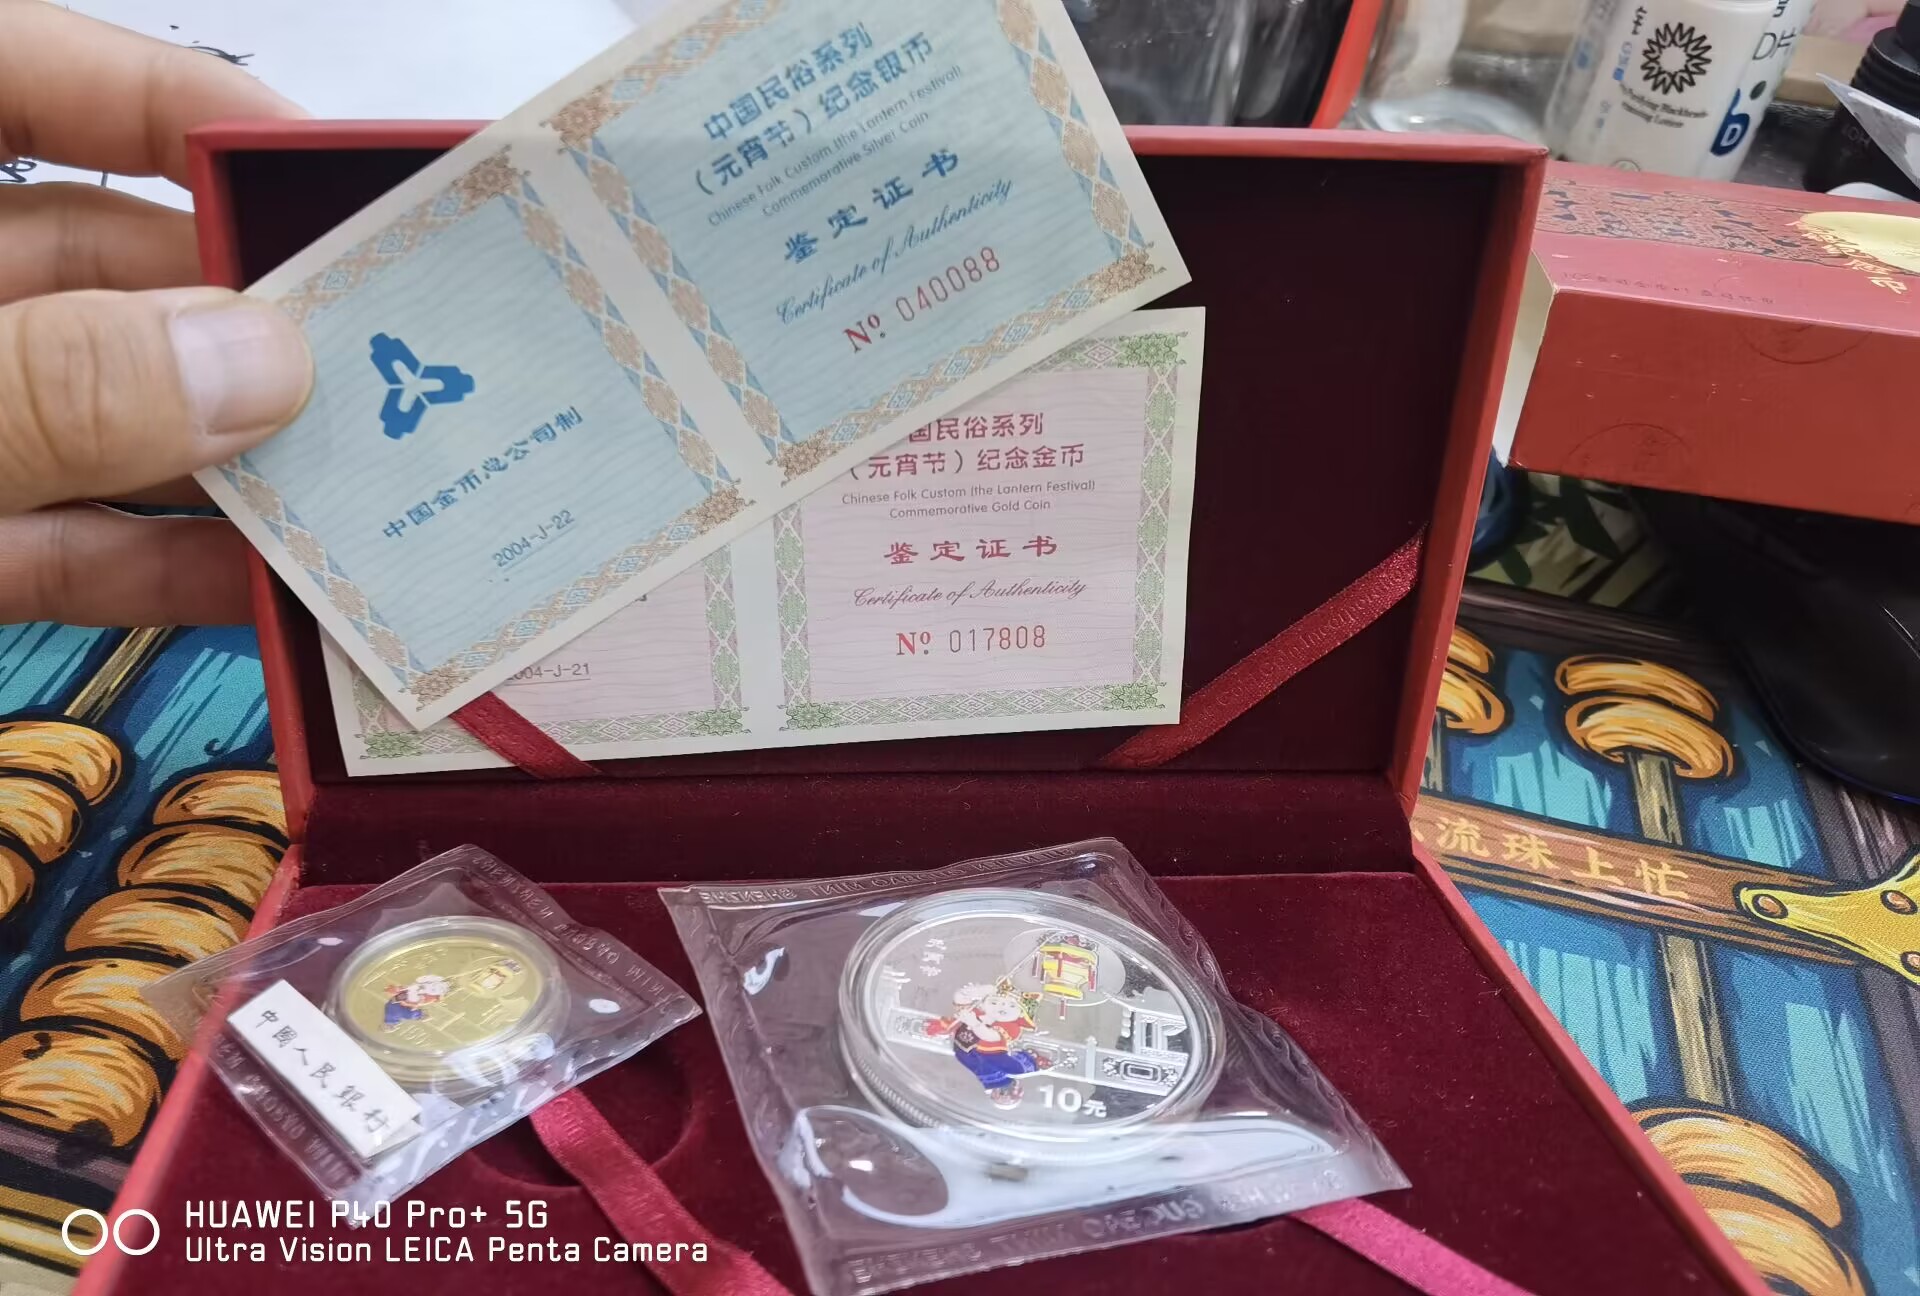 中国民俗系列
（元宵节）纪念银币
Chinese Folk Custom (the Lantern Festival)
Commemorative Silver Coin
鉴定证书
Certificate of Authenticity
Nº 040088
中国金币总公司制
2004-J-22
国民俗系列
（元宵节）纪念金币
Chinese Folk Custom (the Lantern Festival)
Commemorative Gold Coin
鉴定证书
Certificate of Authenticity
Nº 017808
2004-J-21
流珠上忙
中國人民銀行
元宵节
10元
HUAWEI P40 Pro+ 5G
Ultra Vision LEICA Penta Camera